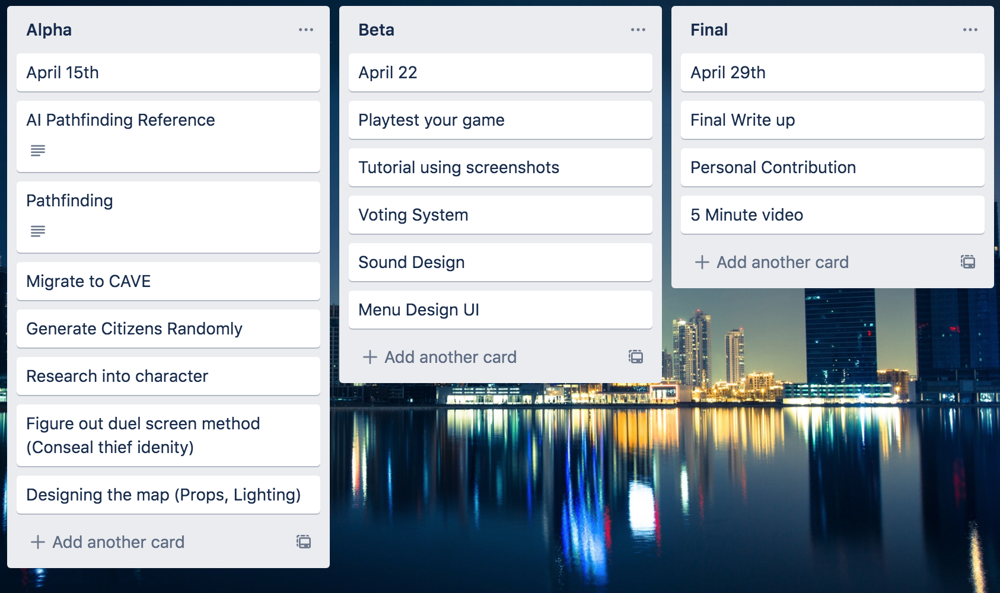 Alpha
April 15th
AI Pathfinding Reference
Pathfinding
Migrate to CAVE
Generate Citizens Randomly
Research into character
Figure out duel screen method
(Conseal thief idenity)
Designing the map (Props, Lighting)
Add another card
Beta
April 22
Playtest your game
Tutorial using screenshots
Voting System
Sound Design
Menu Design UI
Add another card
Final
April 29th
Final Write up
Personal Contribution
5 Minute video
Add another card